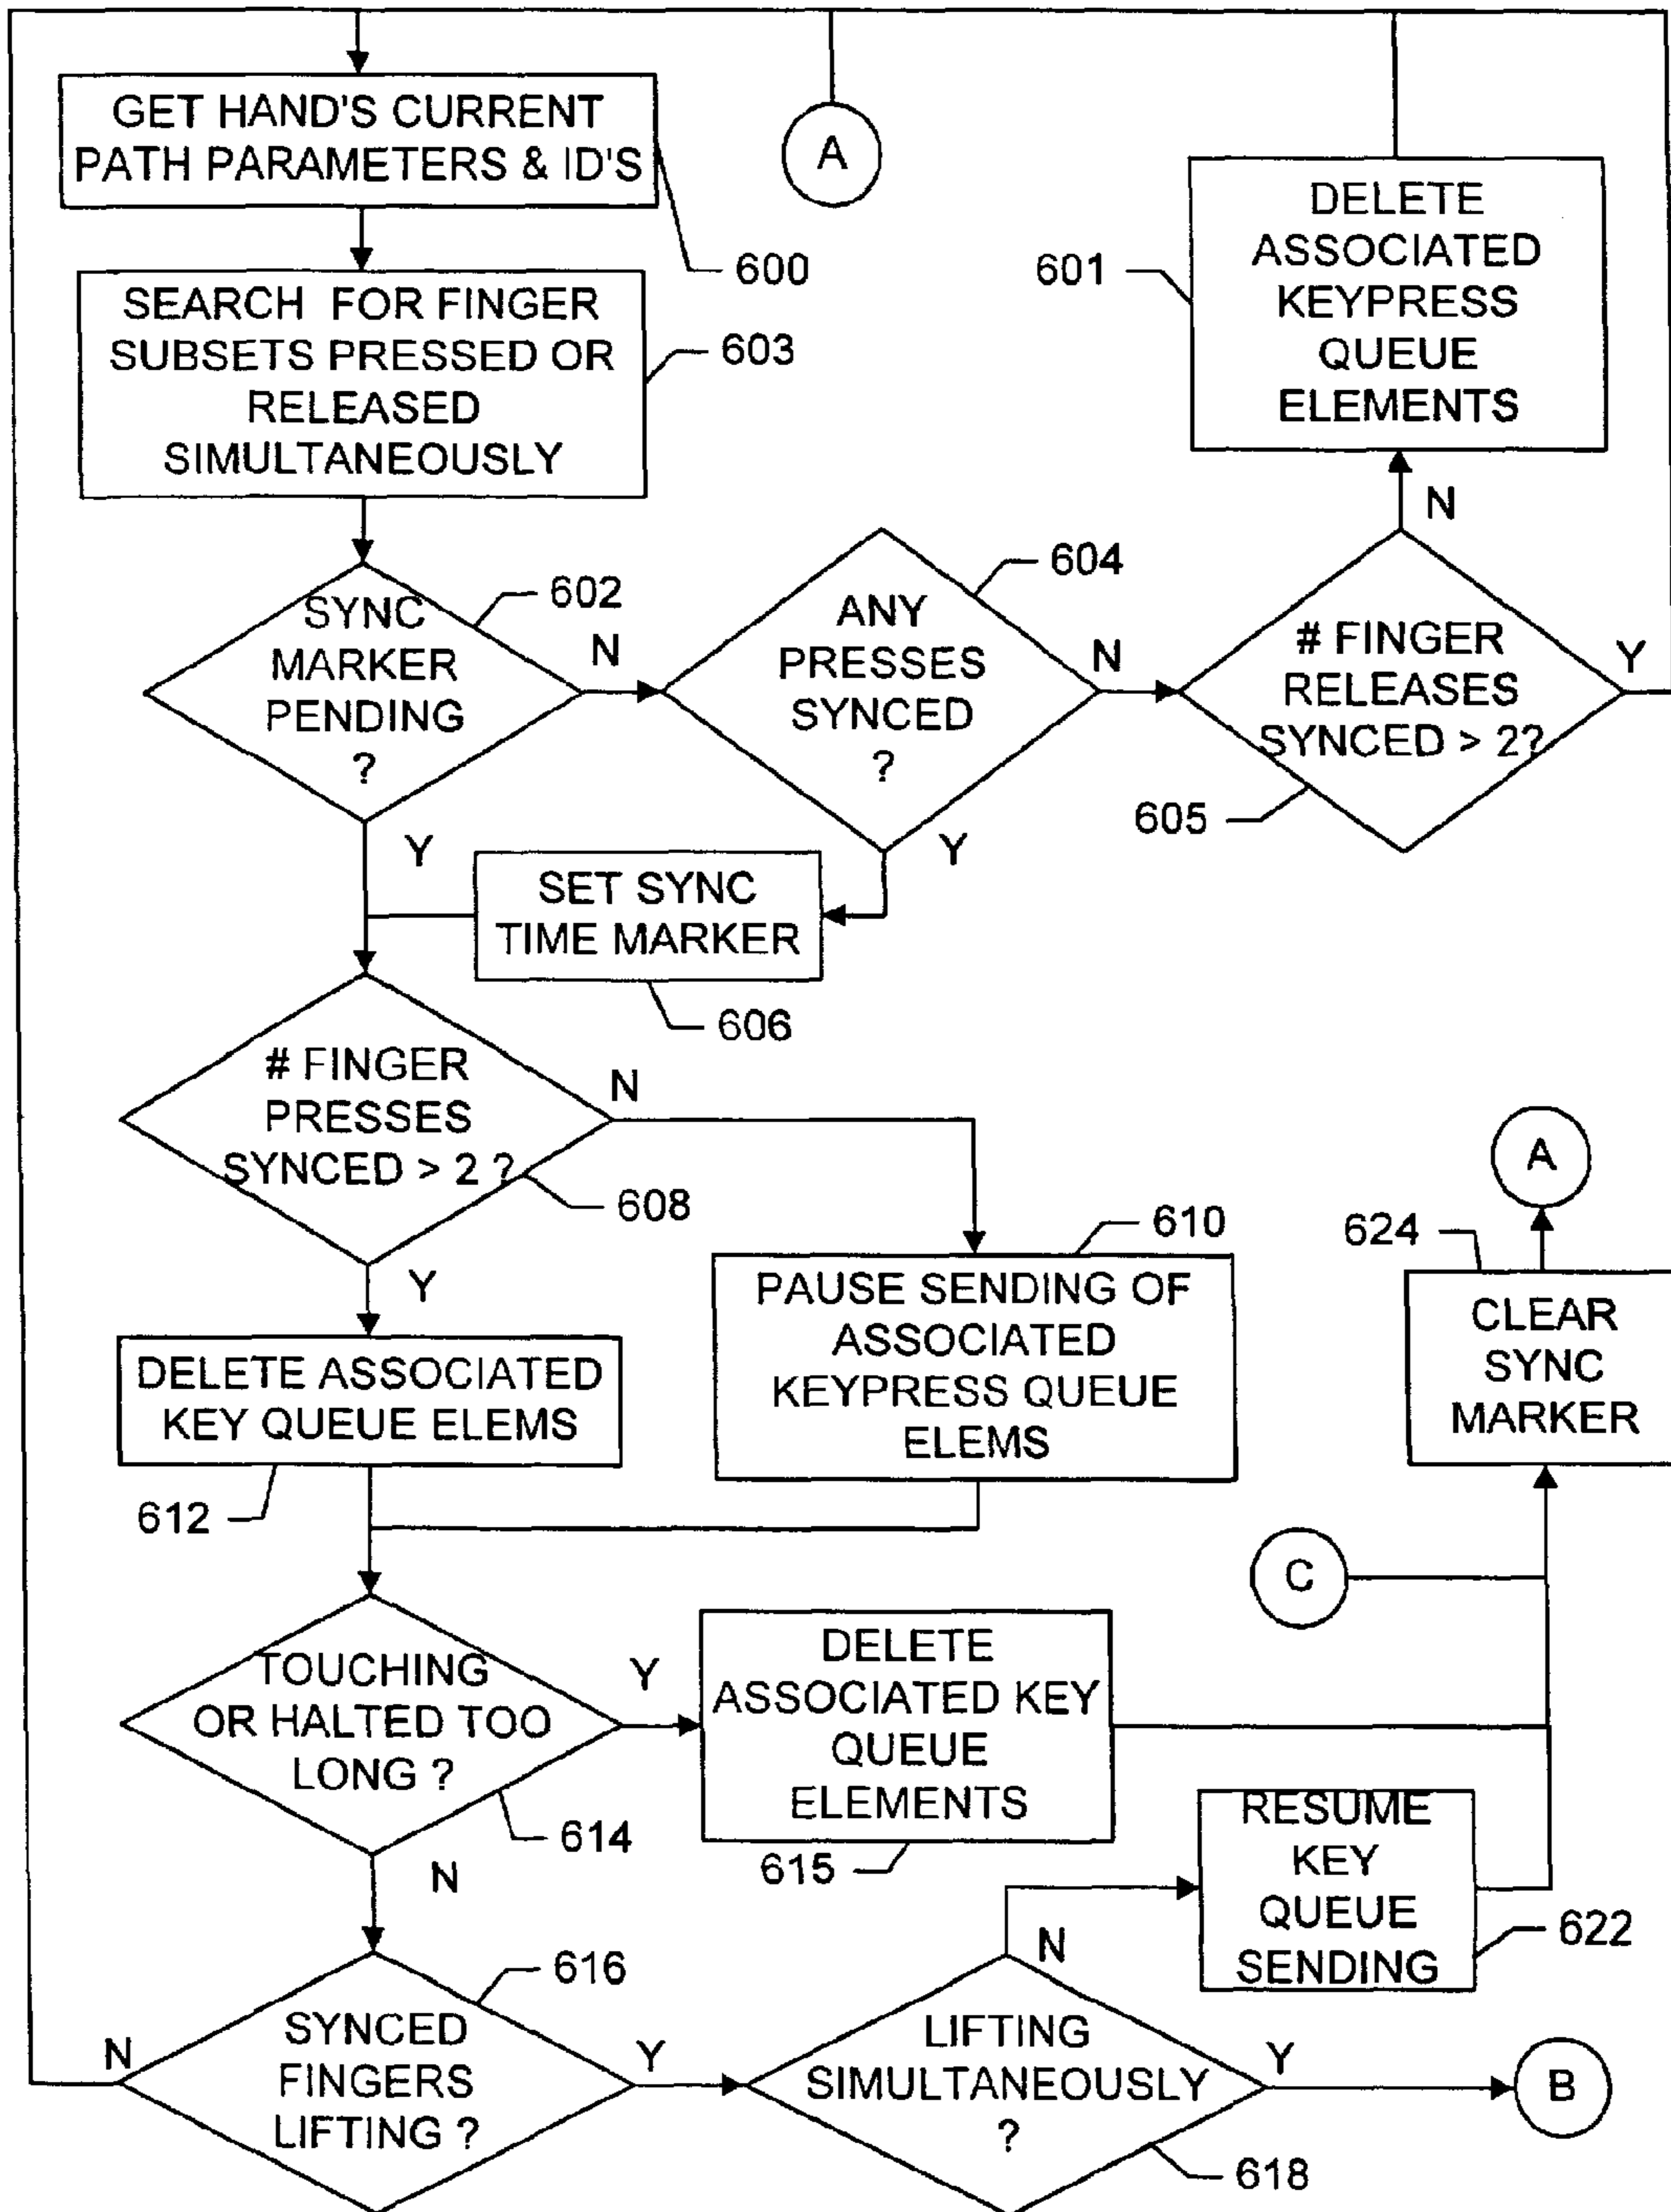 GET HAND'S CURRENT
PATH PARAMETERS & ID'S
600
A
DELETE
ASSOCIATED
KEYPRESS
QUEUE
ELEMENTS
601
SEARCH FOR FINGER
SUBSETS PRESSED OR
RELEASED
SIMULTANEOUSLY
603
SYNC
MARKER
PENDING
?
602
N
Y
ANY
PRESSES
SYNCED
?
604
N
Y
# FINGER
RELEASES
SYNCED > 2?
605
N
Y
SET SYNC
TIME MARKER
606
# FINGER
PRESSES
SYNCED > 2 ?
608
N
Y
PAUSE SENDING OF
ASSOCIATED
KEYPRESS QUEUE
ELEMS
610
A
624
CLEAR
SYNC
MARKER
DELETE ASSOCIATED
KEY QUEUE ELEMS
612
C
TOUCHING
OR HALTED TOO
LONG ?
614
Y
N
DELETE
ASSOCIATED KEY
QUEUE
ELEMENTS
615
RESUME
KEY
QUEUE
SENDING
622
SYNCED
FINGERS
LIFTING ?
616
N
Y
LIFTING
SIMULTANEOUSLY
?
618
N
Y
B